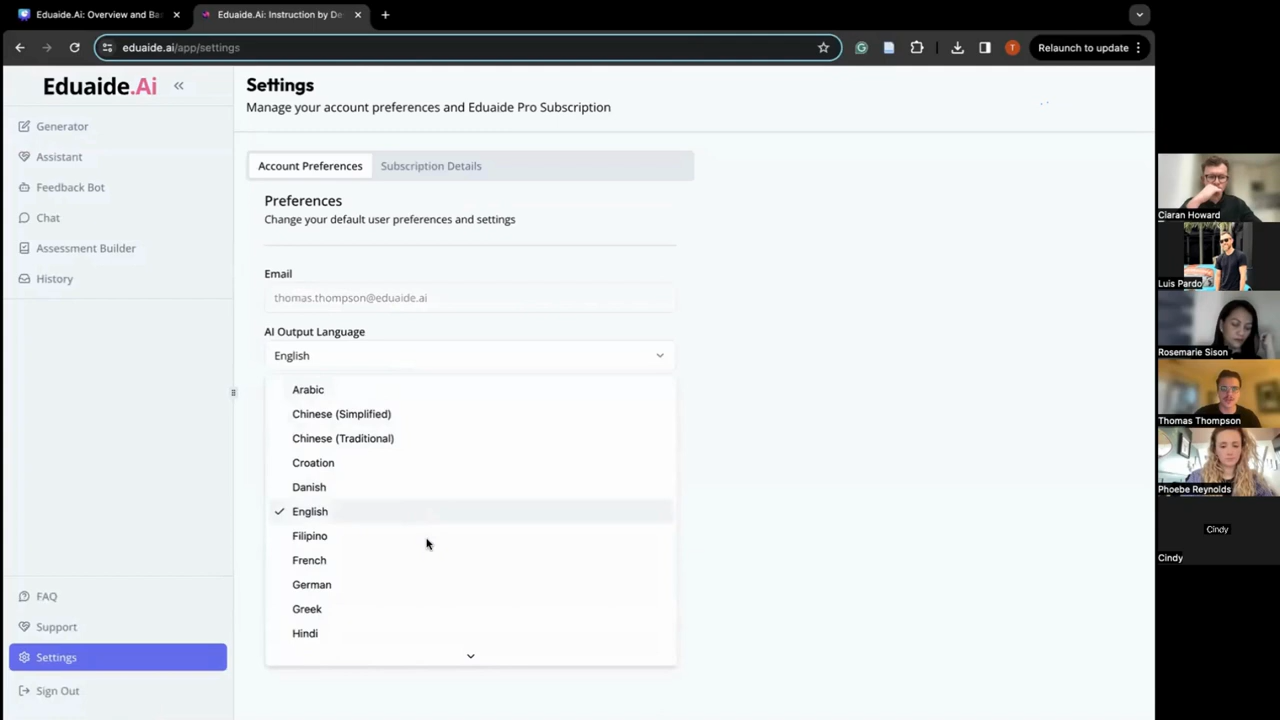 Eduaide.Ai: Overview and Ba
Eduaide.Ai: Instruction by De
eduaide.ai/app/settings
Relaunch to update
T
Eduaide.Ai
Generator
Assistant
Feedback Bot
Chat
Assessment Builder
History
FAQ
Support
Settings
Sign Out
Settings
Manage your account preferences and Eduaide Pro Subscription
Account Preferences
Subscription Details
Preferences
Change your default user preferences and settings
Email
thomas.thompson@eduaide.ai
AI Output Language
English
Arabic
Chinese (Simplified)
Chinese (Traditional)
Croation
Danish
English
Filipino
French
German
Greek
Hindi
Ciaran Howard
Luis Pardo
Rosemarie Sison
Thomas Thompson
Phoebe Reynolds
Cindy
Cindy